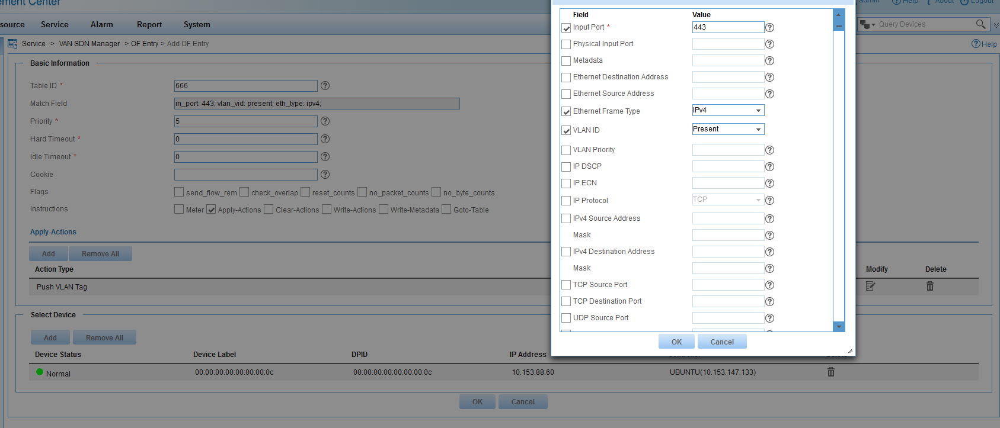 ement Center
admin Help About Logout
source Service Alarm Report System
Query Devices
Service > VAN SDN Manager > OF Entry > Add OF Entry
Help
Basic Information
Table ID * 666
Match Field in_port: 443; vlan_vid: present; eth_type: ipv4;
Priority * 5
Hard Timeout * 0
Idle Timeout * 0
Cookie
Flags send_flow_rem check_overlap reset_counts no_packet_counts no_byte_counts
Instructions Meter Apply-Actions Clear-Actions Write-Actions Write-Metadata Goto-Table
Apply-Actions
Add Remove All
Action Type Modify Delete
Push VLAN Tag
Select Device
Add Remove All
Device Status Device Label DPID IP Address
Normal 00:00:00:00:00:00:00:0c 00:00:00:00:00:00:00:0c 10.153.88.60 UBUNTU(10.153.147.133)
OK Cancel
Field Value
Input Port * 443
Physical Input Port
Metadata
Ethernet Destination Address
Ethernet Source Address
Ethernet Frame Type IPv4
VLAN ID Present
VLAN Priority
IP DSCP
IP ECN
IP Protocol TCP
IPv4 Source Address
Mask
IPv4 Destination Address
Mask
TCP Source Port
TCP Destination Port
UDP Source Port
OK Cancel